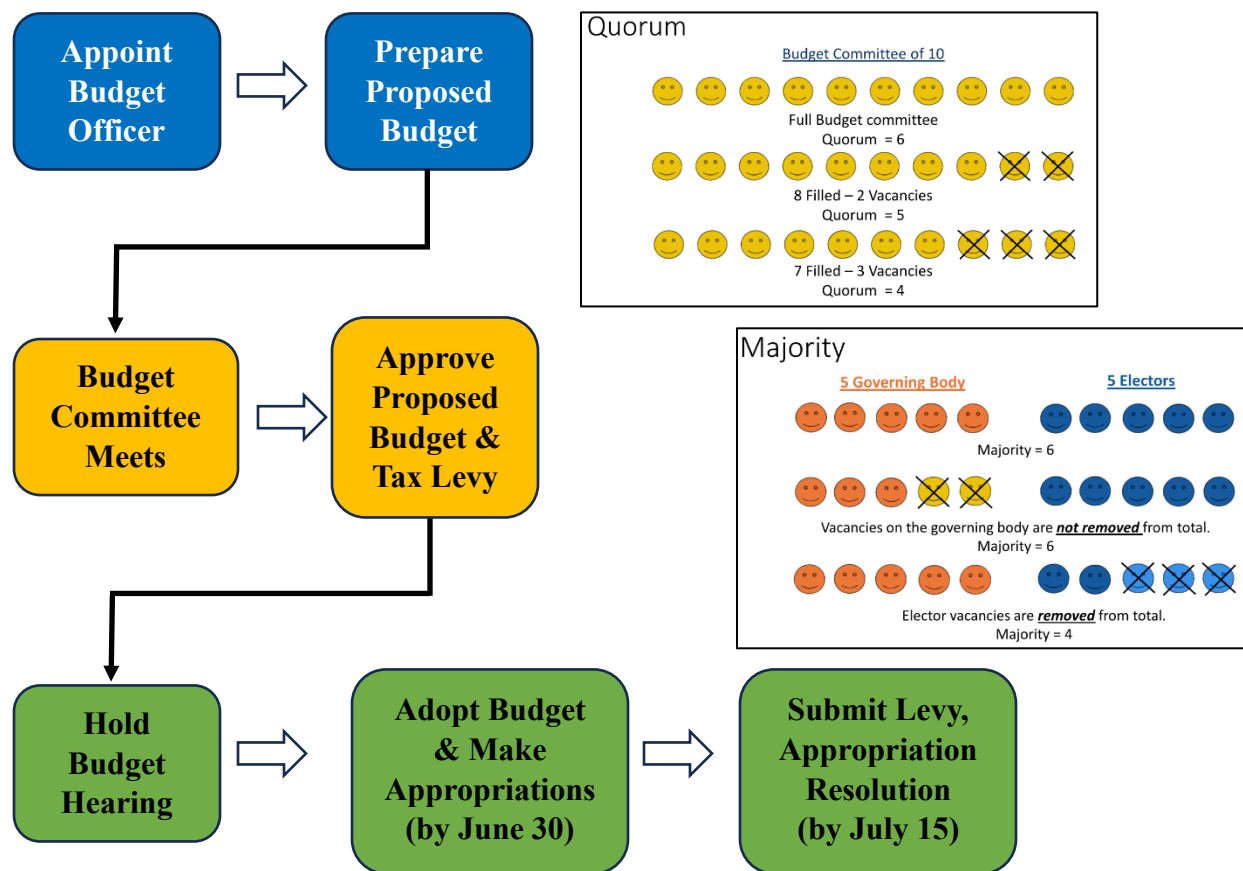 Appoint
Budget
Officer
Prepare
Proposed
Budget
Quorum
Budget Committee of 10
Full Budget committee
Quorum = 6
8 Filled – 2 Vacancies
Quorum = 5
7 Filled – 3 Vacancies
Quorum = 4
Budget
Committee
Meets
Approve
Proposed
Budget &
Tax Levy
Majority
5 Governing Body
5 Electors
Majority = 6
Vacancies on the governing body are not removed from total.
Majority = 6
Elector vacancies are removed from total.
Majority = 4
Hold
Budget
Hearing
Adopt Budget
& Make
Appropriations
(by June 30)
Submit Levy,
Appropriation
Resolution
(by July 15)